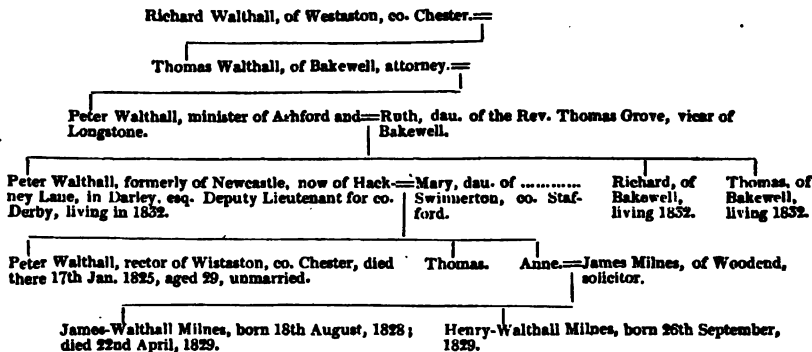 Richard Walthall, of Westaston, co. Chester.=
Thomas Walthall, of Bakewell, attorney.=
Peter Walthall, minister of Ashford and=Ruth, dau. of the Rev. Thomas Grove, vicar of
Longstone. Bakewell.
Peter Walthall, formerly of Newcastle, now of Hack-=Mary, dau. of ............ Richard, of Thomas, of
ney Lane, in Darley, esq. Deputy Lieutenant for co. Swinnerton, co. Staf- Bakewell, Bakewell,
Derby, living in 1832. ford. living 1832. living 1832.
Peter Walthall, rector of Wistaston, co. Chester, died Thomas. Anne.=James Milnes, of Woodend,
there 17th Jan. 1825, aged 29, unmarried. solicitor.
James-Walthall Milnes, born 18th August, 1828; Henry-Walthall Milnes, born 26th September,
died 22nd April, 1829. 1829.